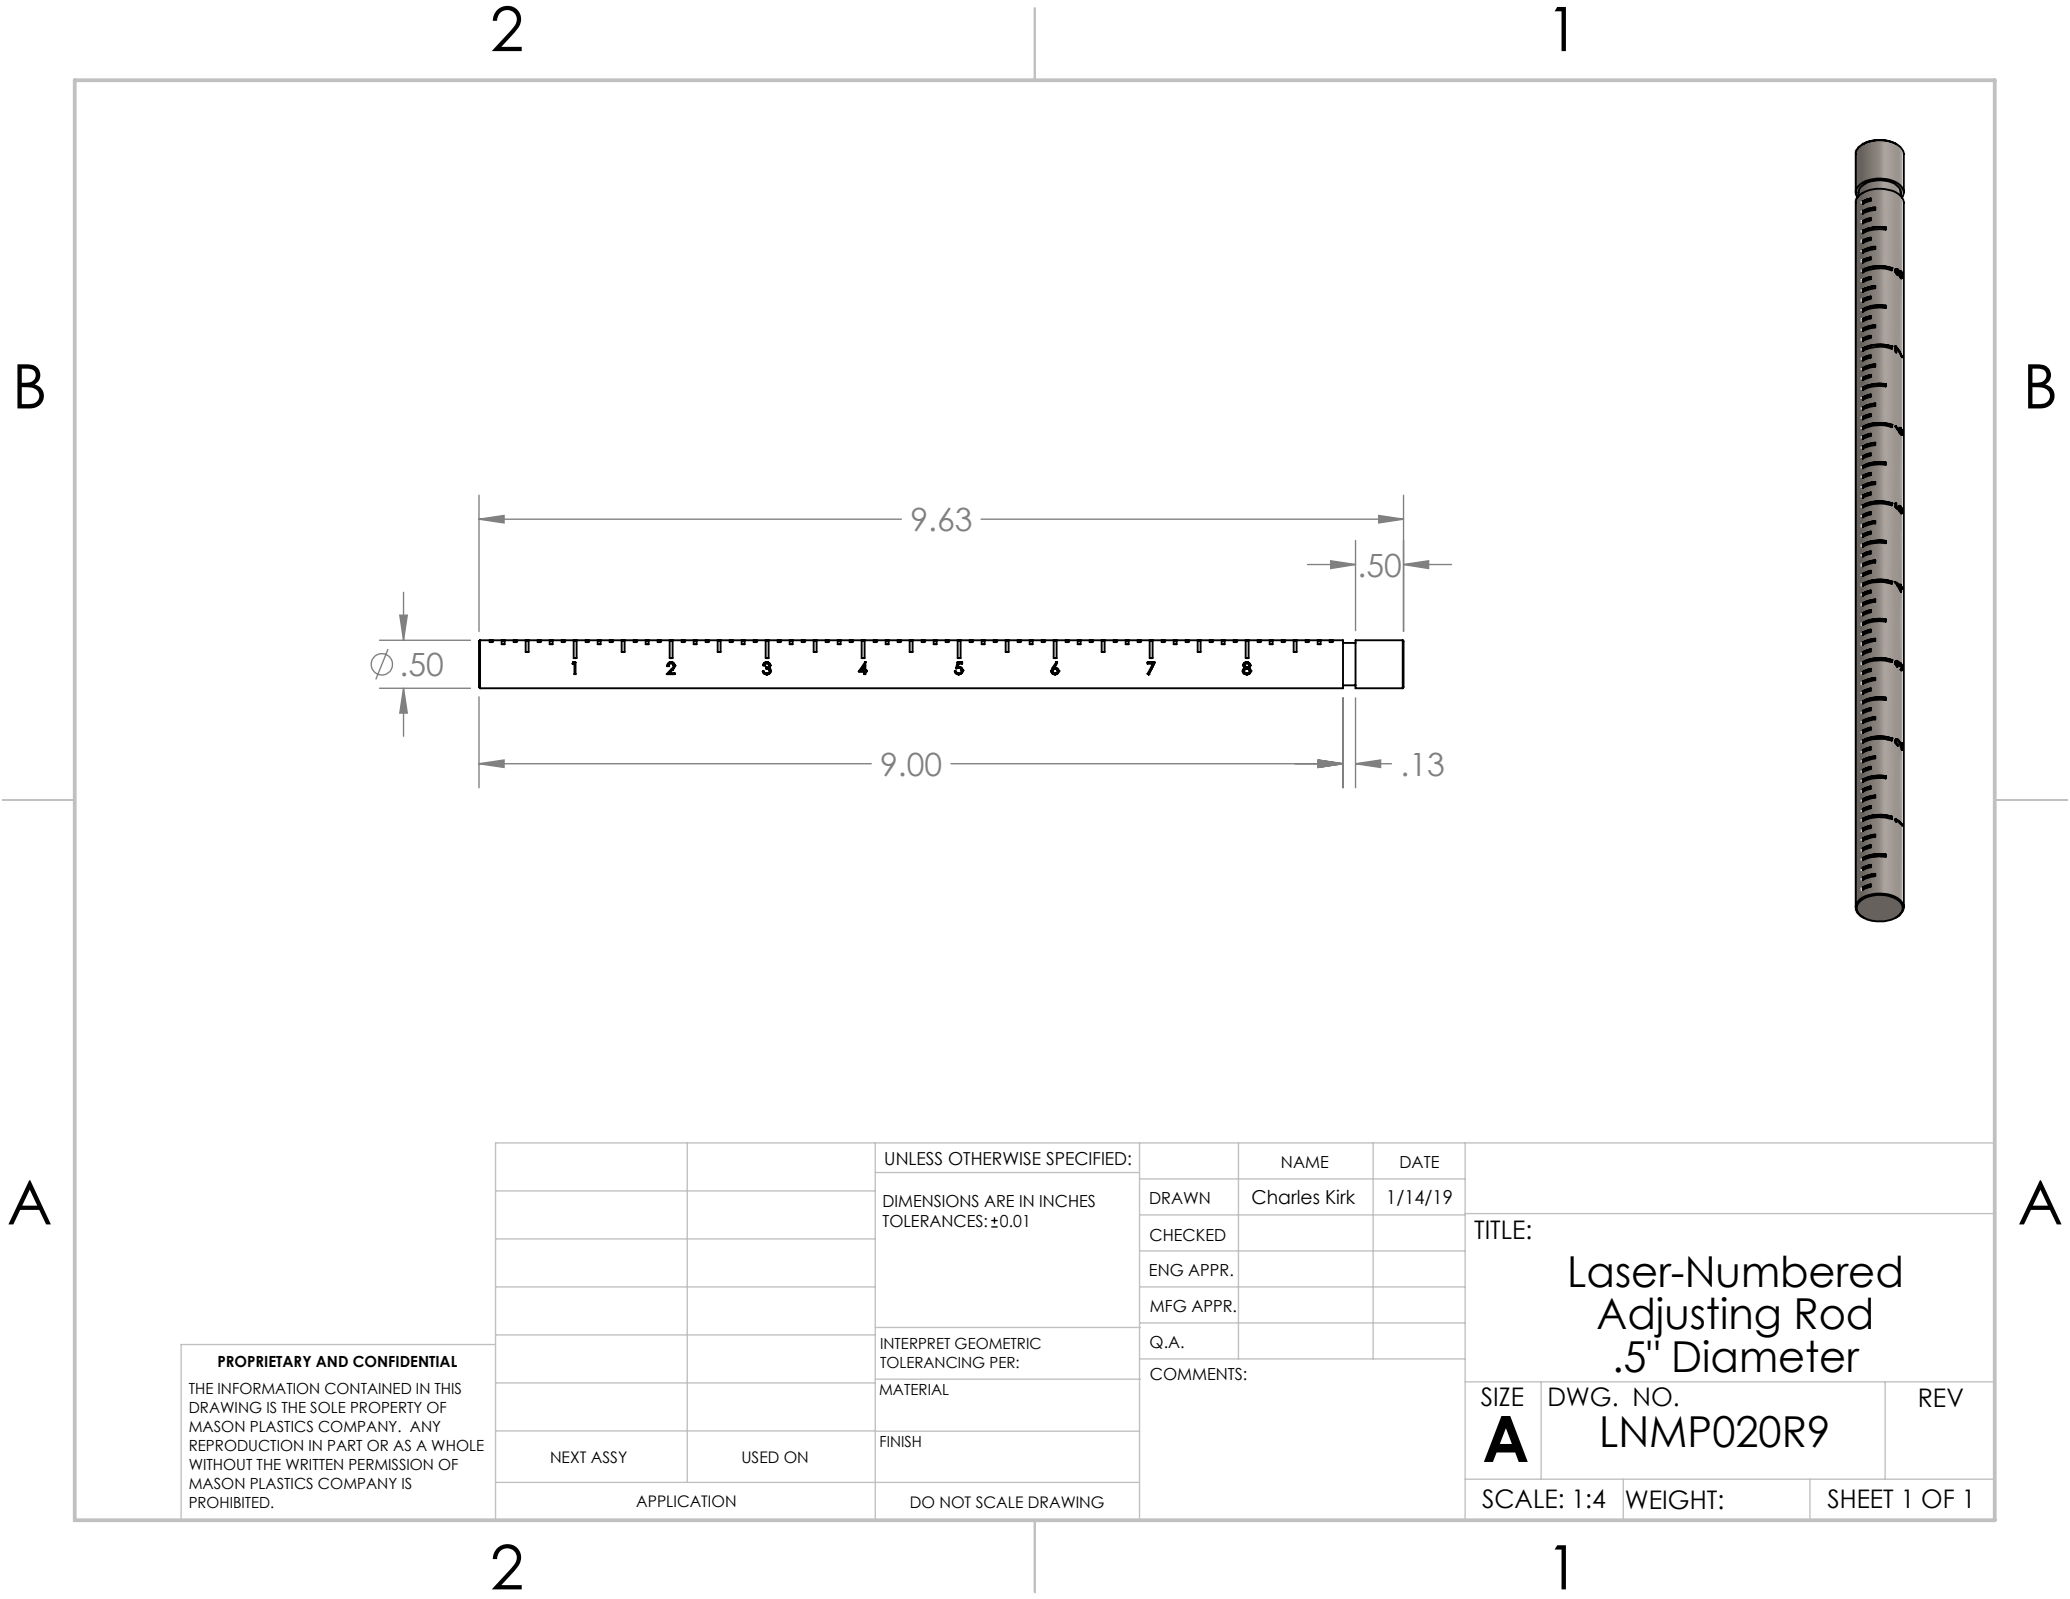 2
1
B
B
9.63
.50
Ø .50
1 2 3 4 5 6 7 8
9.00
.13
A
A
UNLESS OTHERWISE SPECIFIED:
DIMENSIONS ARE IN INCHES
TOLERANCES: ±0.01
INTERPRET GEOMETRIC
TOLERANCING PER:
MATERIAL
FINISH
DO NOT SCALE DRAWING
NAME
DATE
DRAWN
Charles Kirk
1/14/19
CHECKED
ENG APPR.
MFG APPR.
Q.A.
COMMENTS:
TITLE:
Laser-Numbered
Adjusting Rod
.5" Diameter
SIZE
A
DWG. NO.
LNMP020R9
REV
SCALE: 1:4
WEIGHT:
SHEET 1 OF 1
PROPRIETARY AND CONFIDENTIAL
THE INFORMATION CONTAINED IN THIS
DRAWING IS THE SOLE PROPERTY OF
MASON PLASTICS COMPANY. ANY
REPRODUCTION IN PART OR AS A WHOLE
WITHOUT THE WRITTEN PERMISSION OF
MASON PLASTICS COMPANY IS
PROHIBITED.
NEXT ASSY
USED ON
APPLICATION
2
1